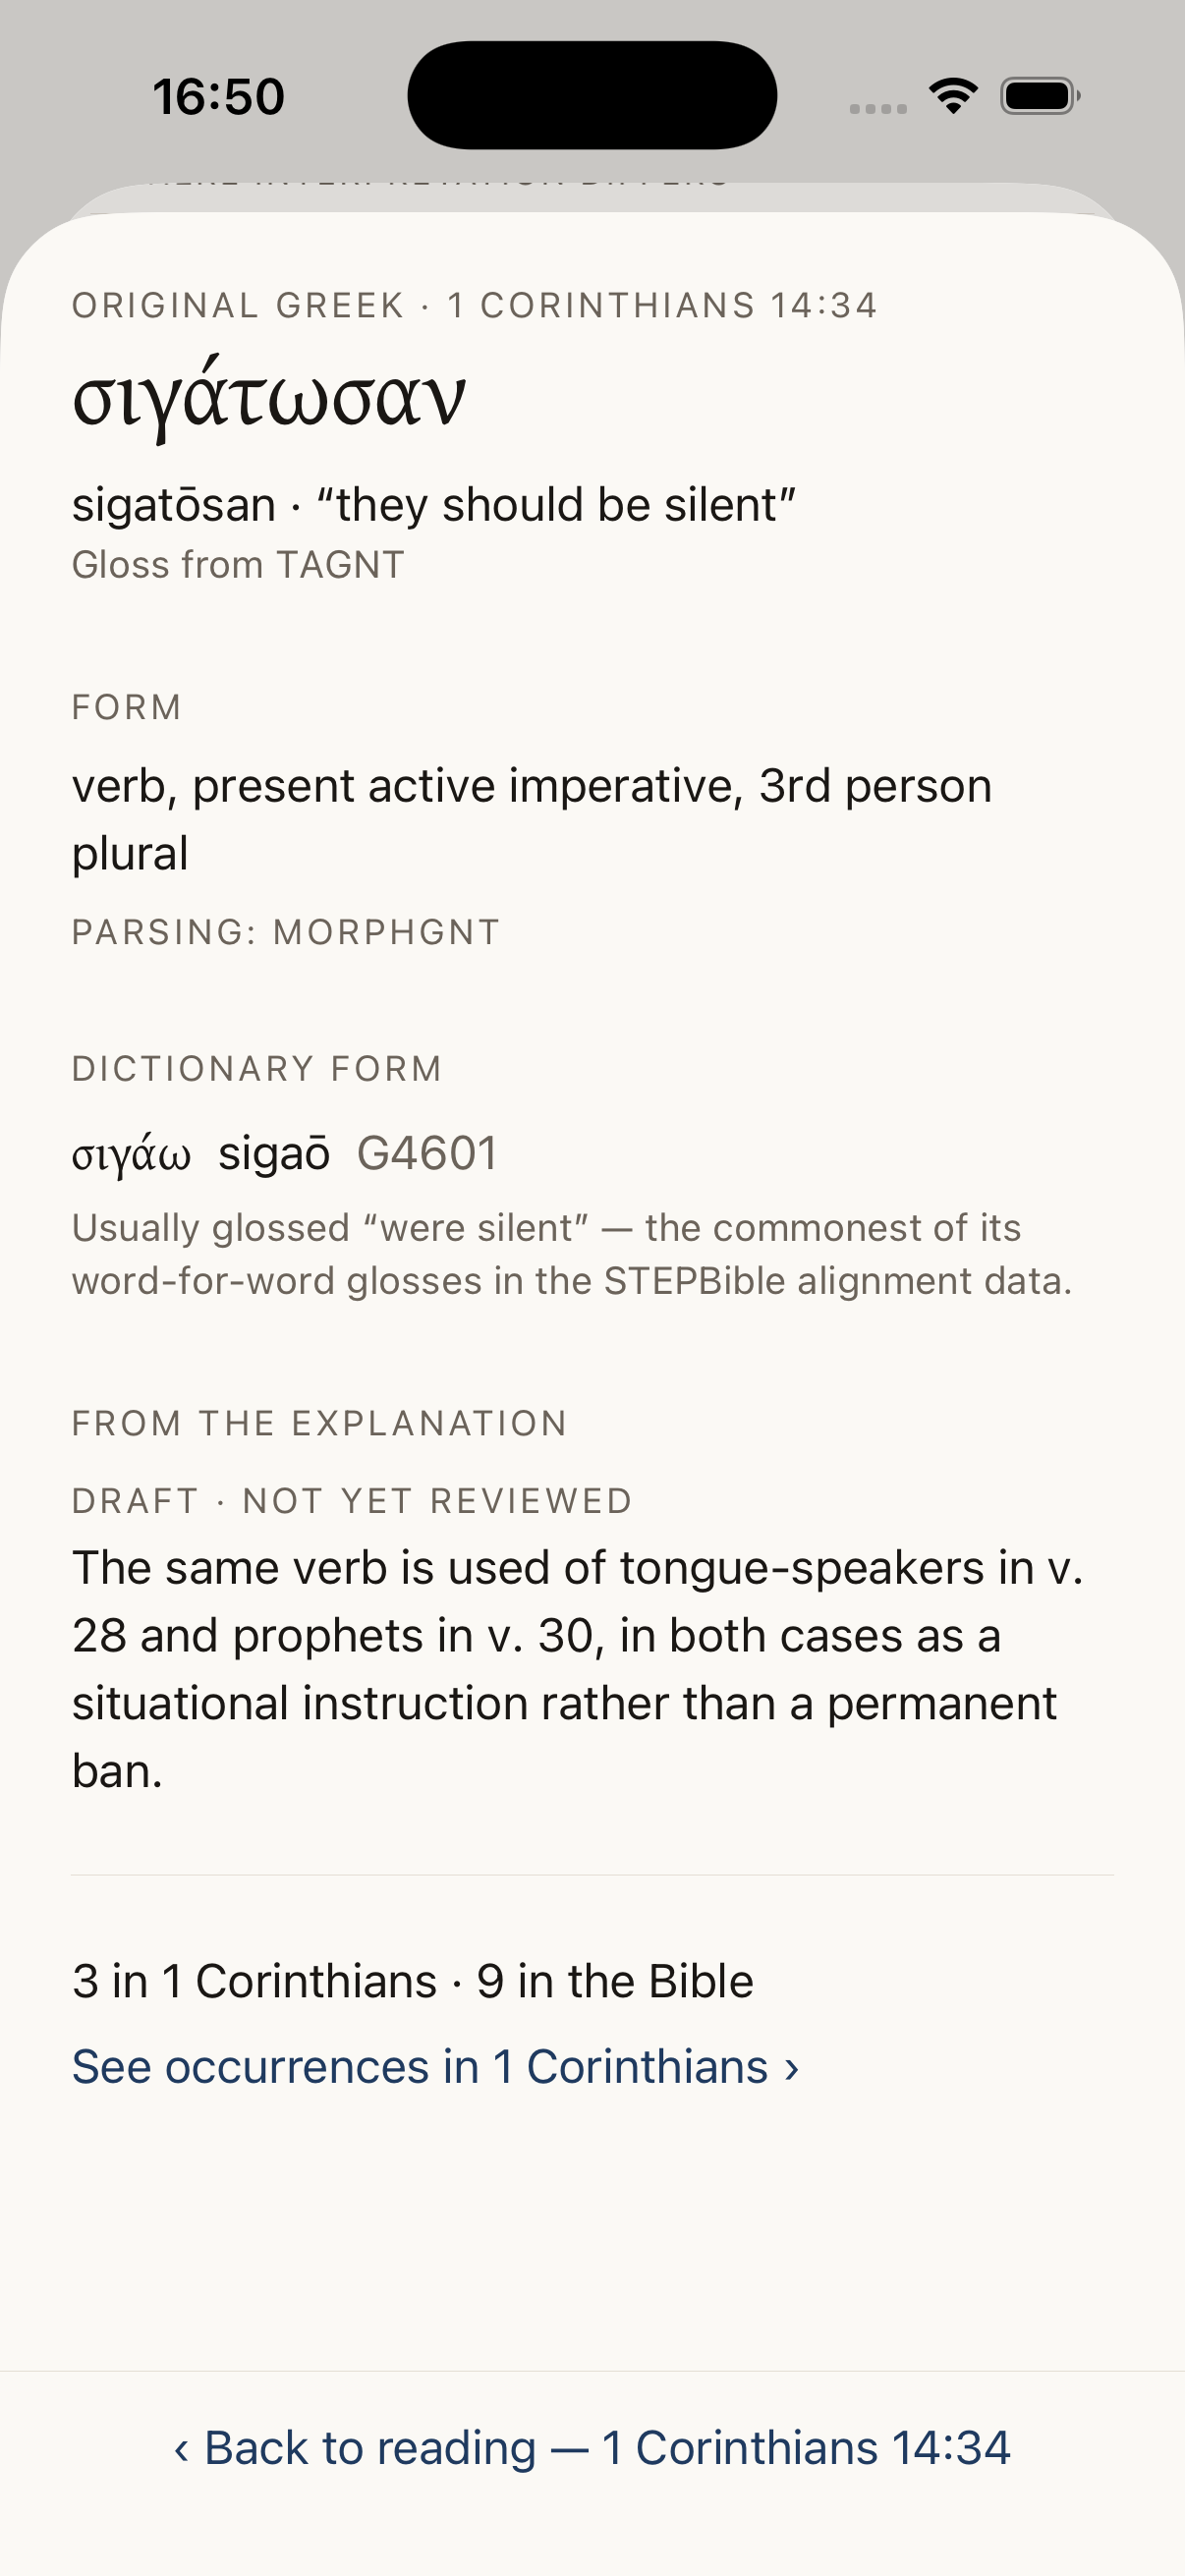 16:50
ORIGINAL GREEK · 1 CORINTHIANS 14:34
σιγάτωσαν
sigatōsan · “they should be silent”
Gloss from TAGNT
FORM
verb, present active imperative, 3rd person
plural
PARSING: MORPHGNT
DICTIONARY FORM
σιγάω sigaō G4601
Usually glossed “were silent” — the commonest of its
word-for-word glosses in the STEPBible alignment data.
FROM THE EXPLANATION
DRAFT · NOT YET REVIEWED
The same verb is used of tongue-speakers in v.
28 and prophets in v. 30, in both cases as a
situational instruction rather than a permanent
ban.
3 in 1 Corinthians · 9 in the Bible
See occurrences in 1 Corinthians ›
‹ Back to reading — 1 Corinthians 14:34